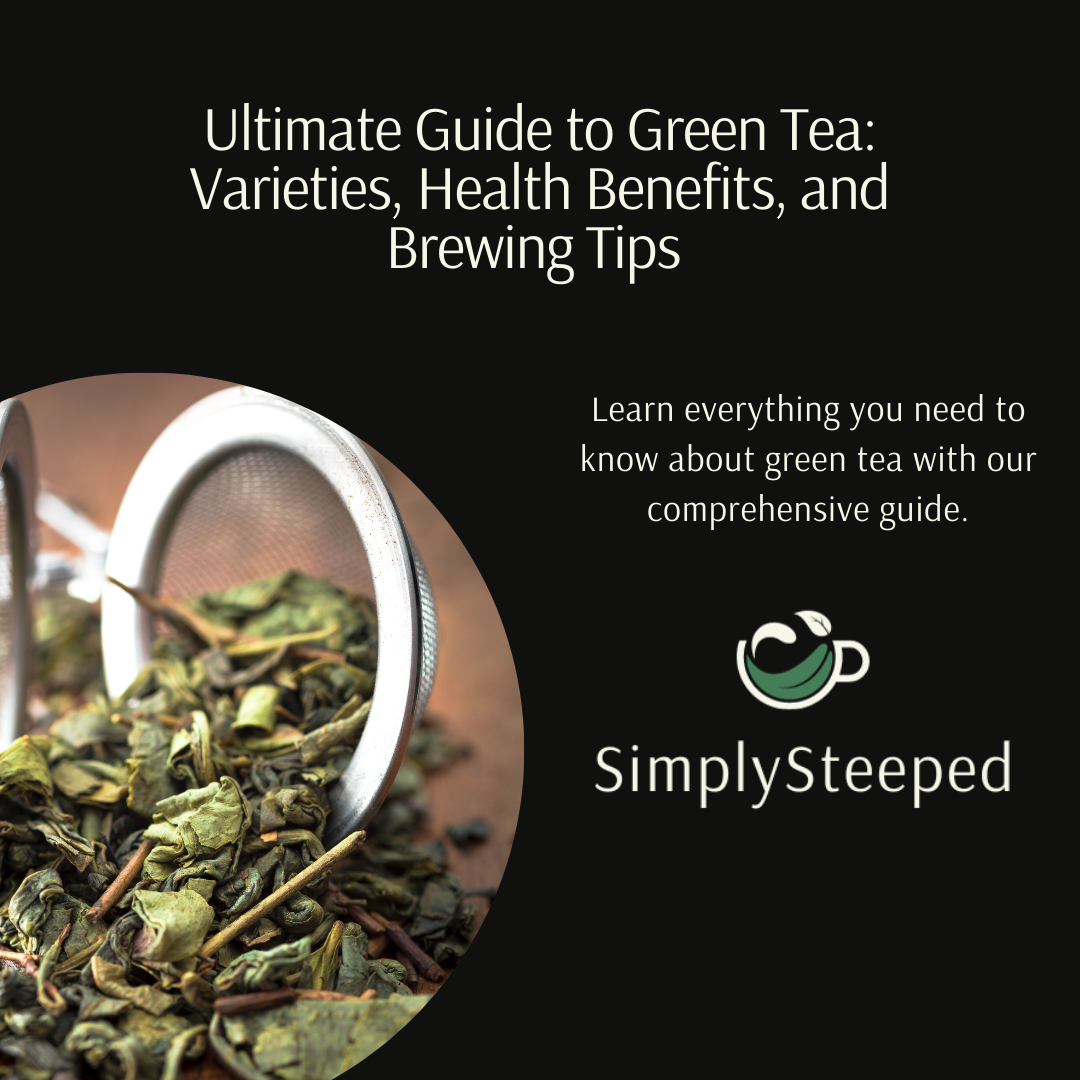 Ultimate Guide to Green Tea:
Varieties, Health Benefits, and
Brewing Tips
Learn everything you need to
know about green tea with our
comprehensive guide.
SimplySteeped